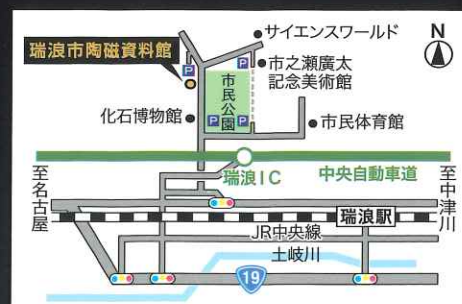 サイエンスワールド
N
瑞浪市陶磁資料館
P
P
市之瀬廣太
記念美術館
市民公園
化石博物館
P
P
市民体育館
至名古屋
瑞浪IC
中央自動車道
至中津川
瑞浪駅
JR中央線
土岐川
19